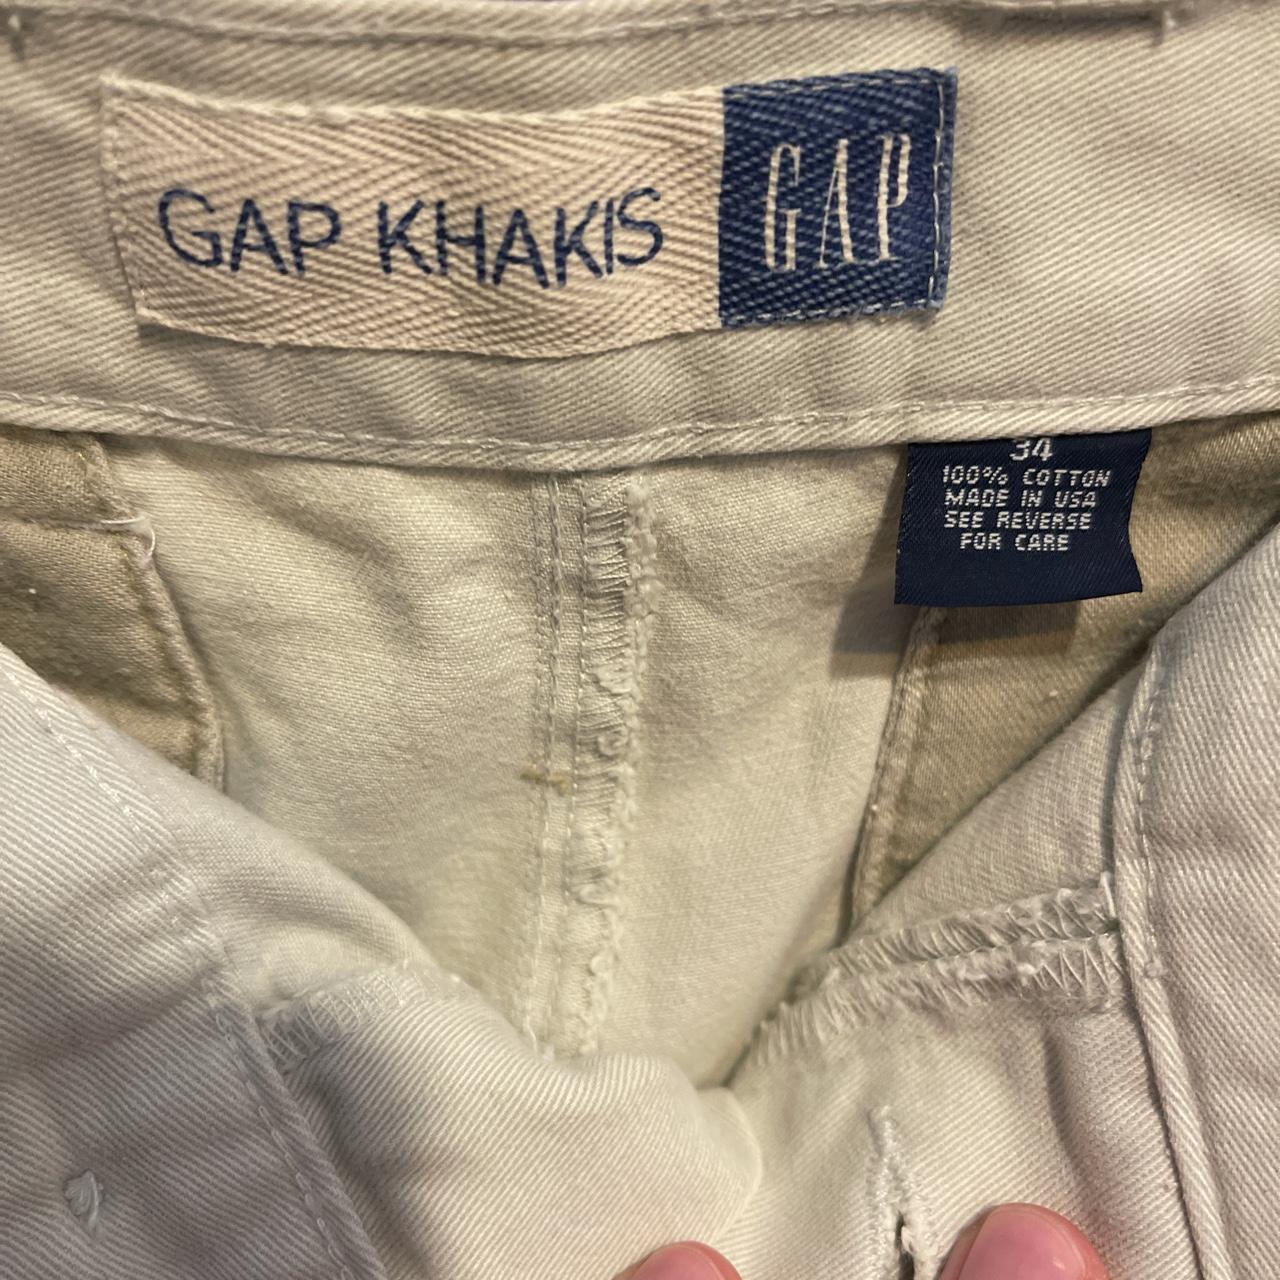 GAP KHAKIS GAP
34
100% COTTON
MADE IN USA
SEE REVERSE
FOR CARE